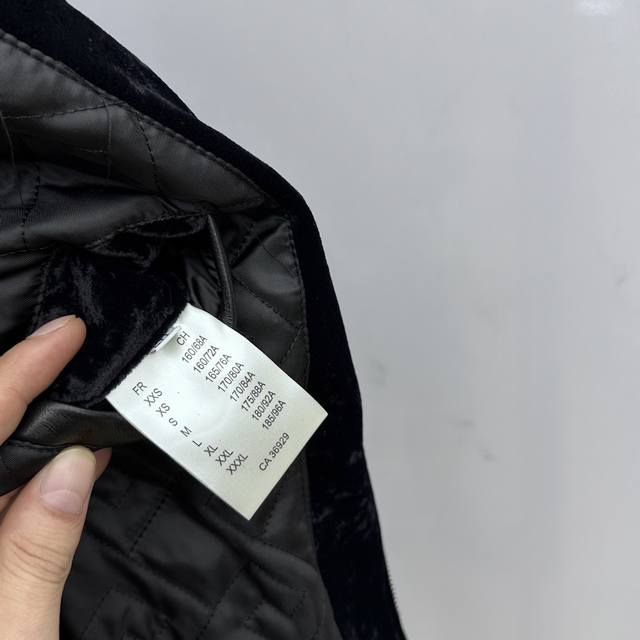 FR CH
XXS 160/68A
XS 160/72A
S 165/76A
M 170/80A
L 170/84A
XL 175/88A
XXL 180/92A
XXXL 185/96A
CA 36929